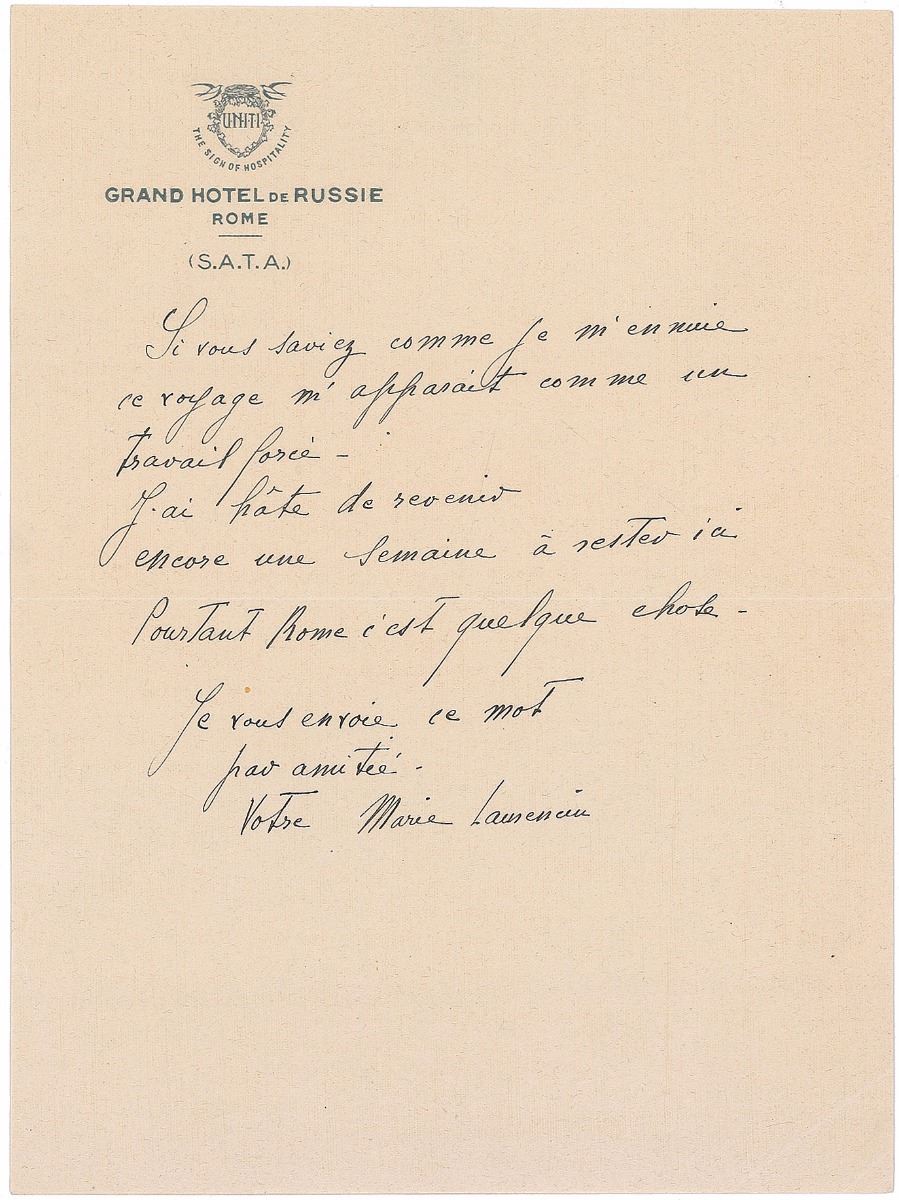 UNITI
THE SIGN OF HOSPITALITY
GRAND HOTEL DE RUSSIE
ROME
(S.A.T.A.)
Si vous saviez comme je m'ennuie
ce voyage m'apparait comme un
travail forcé -
J'ai hâte de revenir
encore une semaine à rester ici
Pourtant Rome c'est quelque chose -
Je vous envoie ce mot
par amitié -
Votre Marie Laurencin